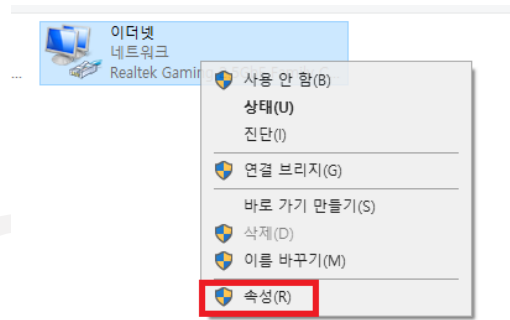 이더넷
네트워크
... Realtek Gaming
사용 안 함(B)
상태(U)
진단(I)
연결 브리지(G)
바로 가기 만들기(S)
삭제(D)
이름 바꾸기(M)
속성(R)